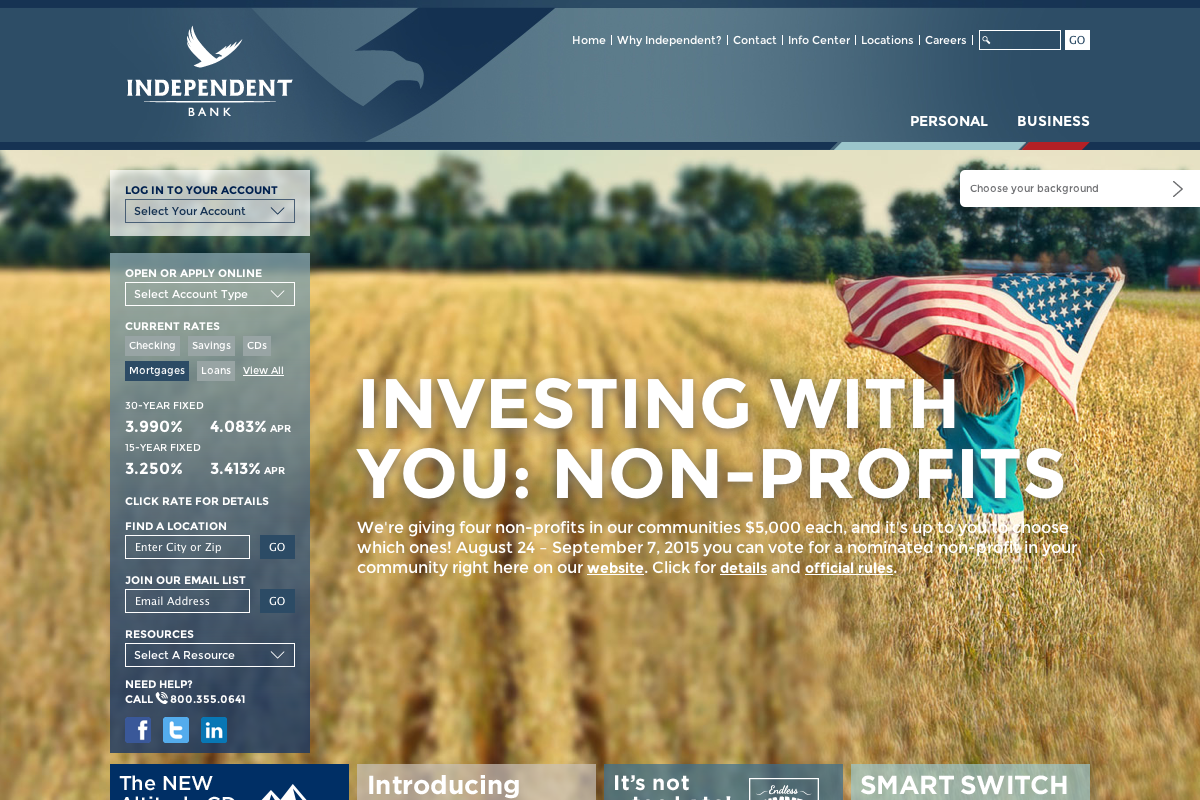 Home | Why Independent? | Contact | Info Center | Locations | Careers | GO
INDEPENDENT
BANK
PERSONAL BUSINESS
Choose your background
LOG IN TO YOUR ACCOUNT
Select Your Account
OPEN OR APPLY ONLINE
Select Account Type
CURRENT RATES
Checking Savings CDs
Mortgages Loans View All
30-YEAR FIXED
3.990% 4.083% APR
15-YEAR FIXED
3.250% 3.413% APR
CLICK RATE FOR DETAILS
FIND A LOCATION
Enter City or Zip GO
JOIN OUR EMAIL LIST
Email Address GO
RESOURCES
Select A Resource
NEED HELP?
CALL 800.355.0641
f t in
INVESTING WITH
YOU: NON-PROFITS
We're giving four non-profits in our communities $5,000 each, and it's up to you to choose
which ones! August 24 – September 7, 2015 you can vote for a nominated non-profit in your
community right here on our website. Click for details and official rules.
The NEW
Introducing
It's not
Endless
SMART SWITCH